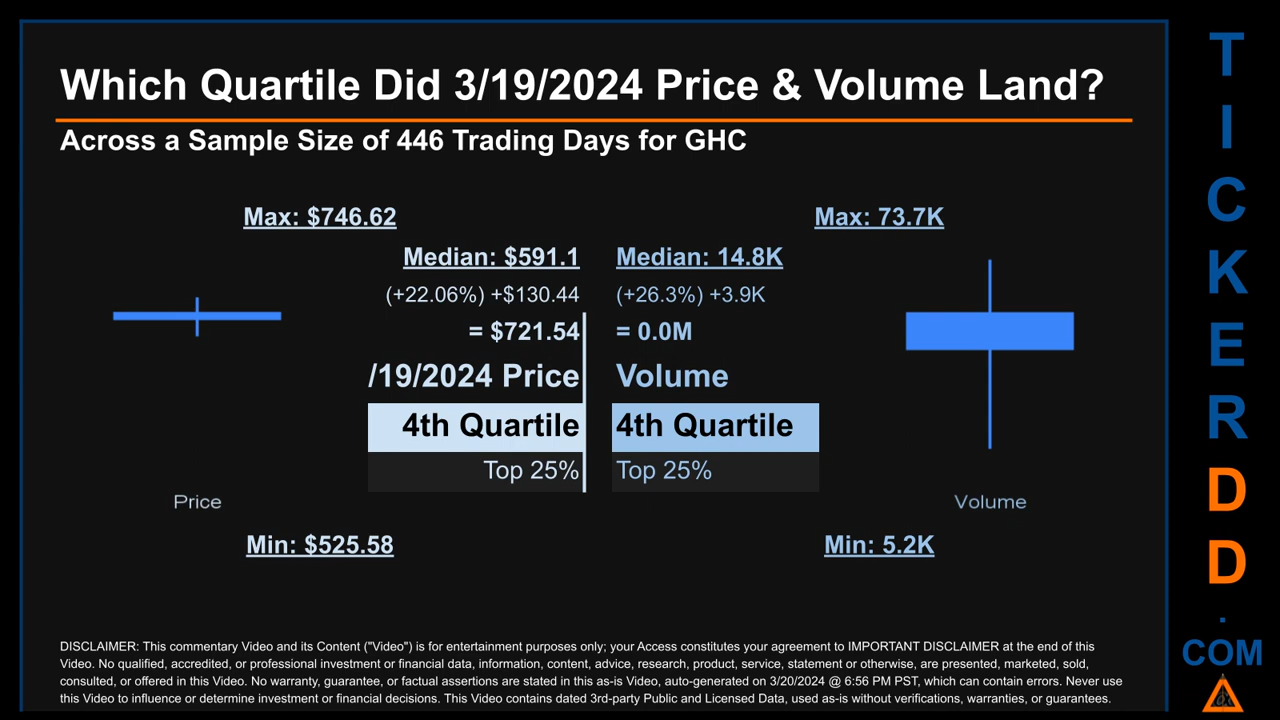 Which Quartile Did 3/19/2024 Price & Volume Land?
Across a Sample Size of 446 Trading Days for GHC
Max: $746.62
Max: 73.7K
Median: $591.1
Median: 14.8K
(+22.06%) +$130.44
(+26.3%) +3.9K
= $721.54
= 0.0M
/19/2024 Price
Volume
4th Quartile
4th Quartile
Top 25%
Top 25%
Price
Volume
Min: $525.58
Min: 5.2K
DISCLAIMER: This commentary Video and its Content ("Video") is for entertainment purposes only; your Access constitutes your agreement to IMPORTANT DISCLAIMER at the end of this
Video. No qualified, accredited, or professional investment or financial data, information, content, advice, research, product, service, statement or otherwise, are presented, marketed, sold,
consulted, or offered in this Video. No warranty, guarantee, or factual assertions are stated in this as-is Video, auto-generated on 3/20/2024 @ 6:56 PM PST, which can contain errors. Never use
this Video to influence or determine investment or financial decisions. This Video contains dated 3rd-party Public and Licensed Data, used as-is without verifications, warranties, or guarantees.
T
I
C
K
E
R
D
D
.
COM